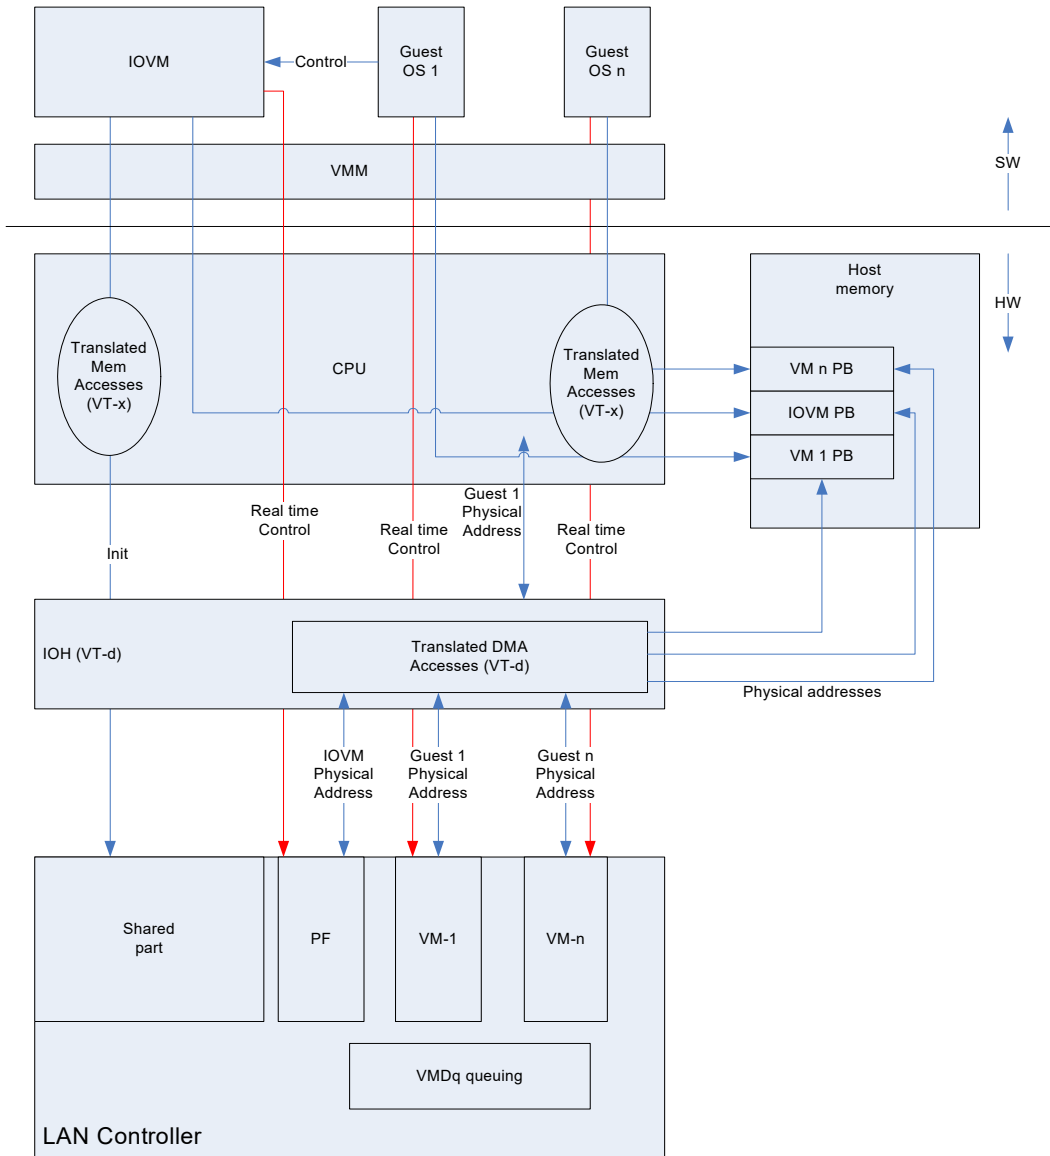 IOVM
Control
Guest
OS 1
Guest
OS n
VMM
SW
HW
Host
memory
Translated
Mem
Accesses
(VT-x)
CPU
Translated
Mem
Accesses
(VT-x)
VM n PB
IOVM PB
VM 1 PB
Guest 1
Physical
Address
Real time
Control
Real time
Control
Real time
Control
Init
IOH (VT-d)
Translated DMA
Accesses (VT-d)
Physical addresses
IOVM
Physical
Address
Guest 1
Physical
Address
Guest n
Physical
Address
Shared
part
PF
VM-1
VM-n
VMDq queuing
LAN Controller